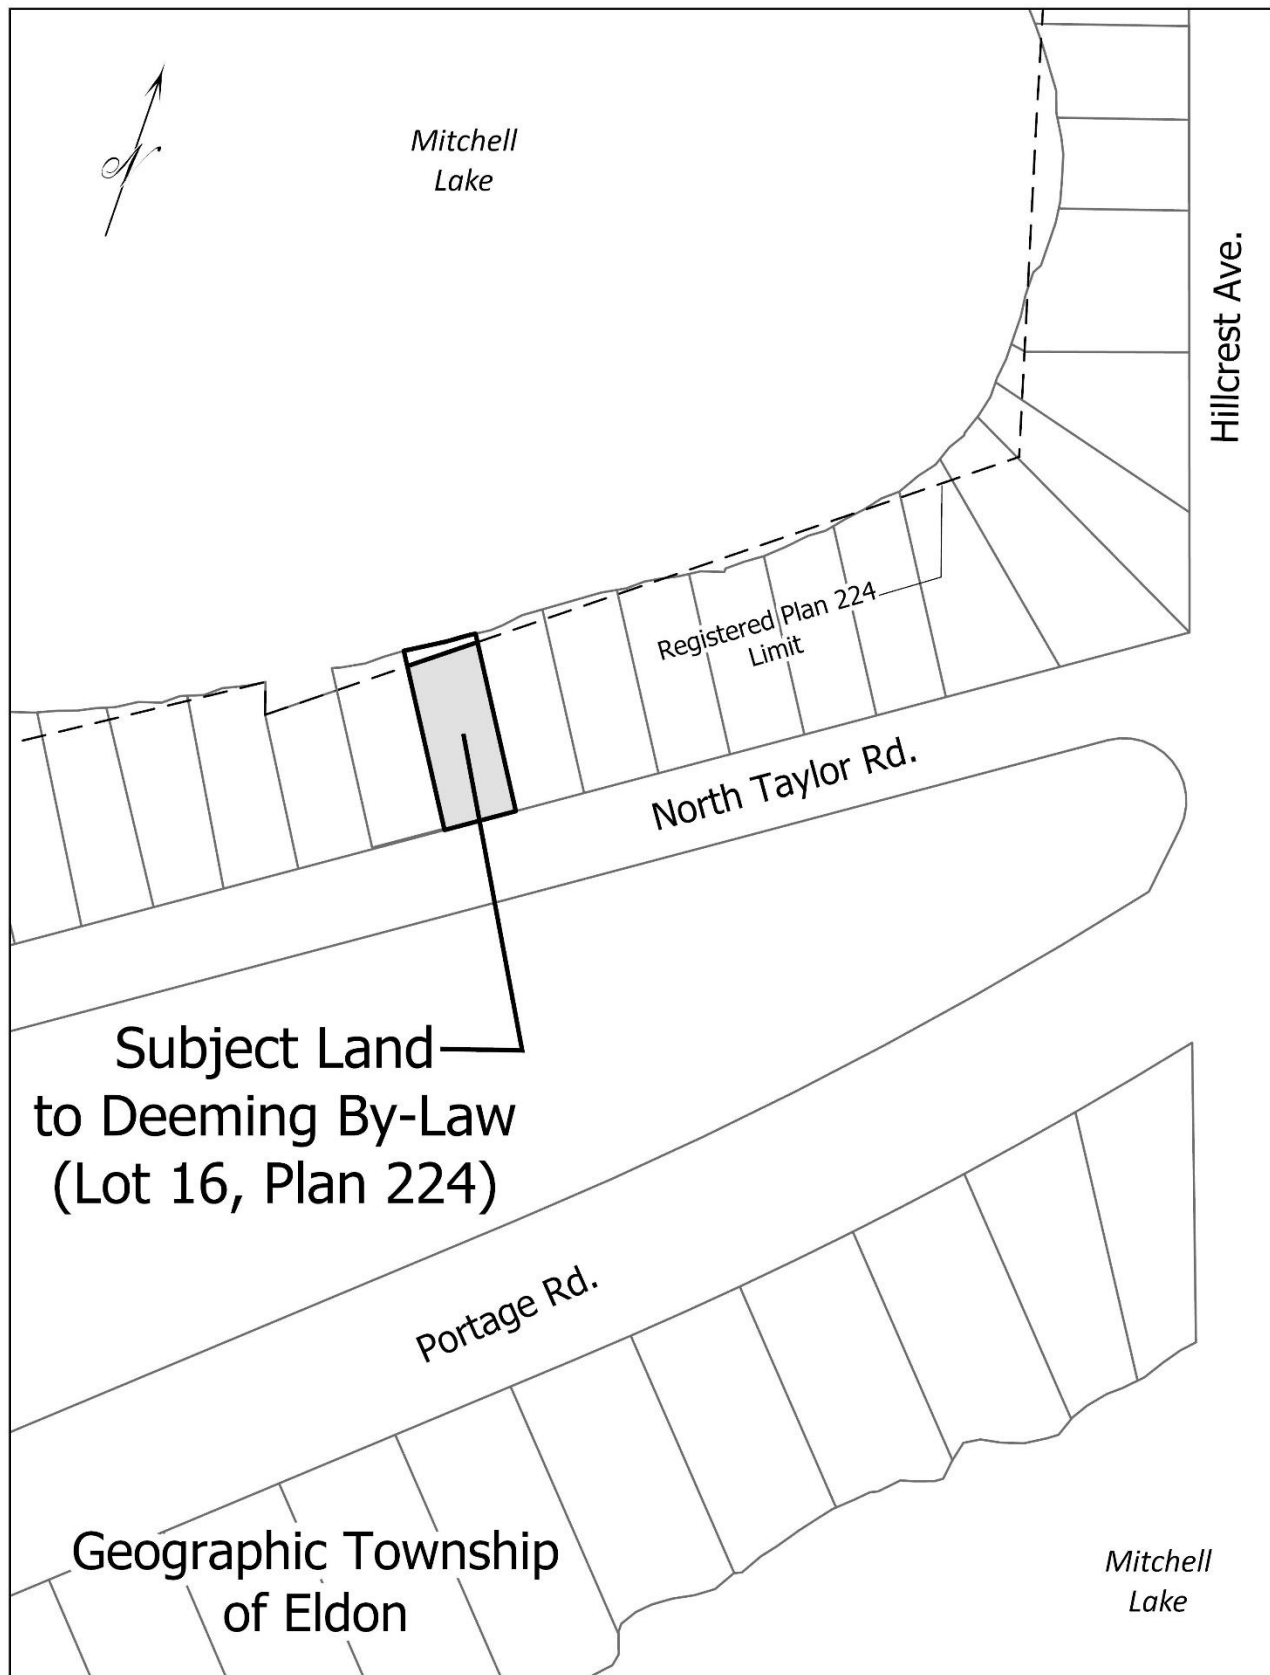 N
Mitchell
Lake
Hillcrest Ave.
Registered Plan 224
Limit
North Taylor Rd.
Subject Land
to Deeming By-Law
(Lot 16, Plan 224)
Portage Rd.
Geographic Township
of Eldon
Mitchell
Lake